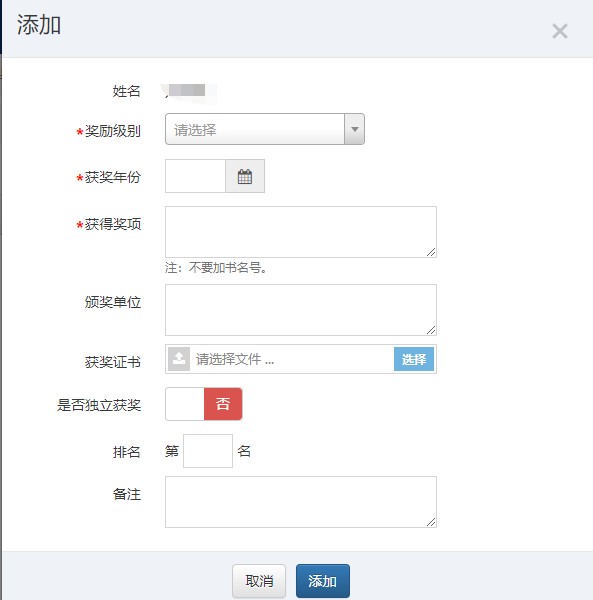 添加
姓名
*奖励级别 请选择
*获奖年份
*获得奖项
注：不要加书名号。
颁奖单位
获奖证书 请选择文件 ... 选择
是否独立获奖 否
排名 第 名
备注
取消 添加